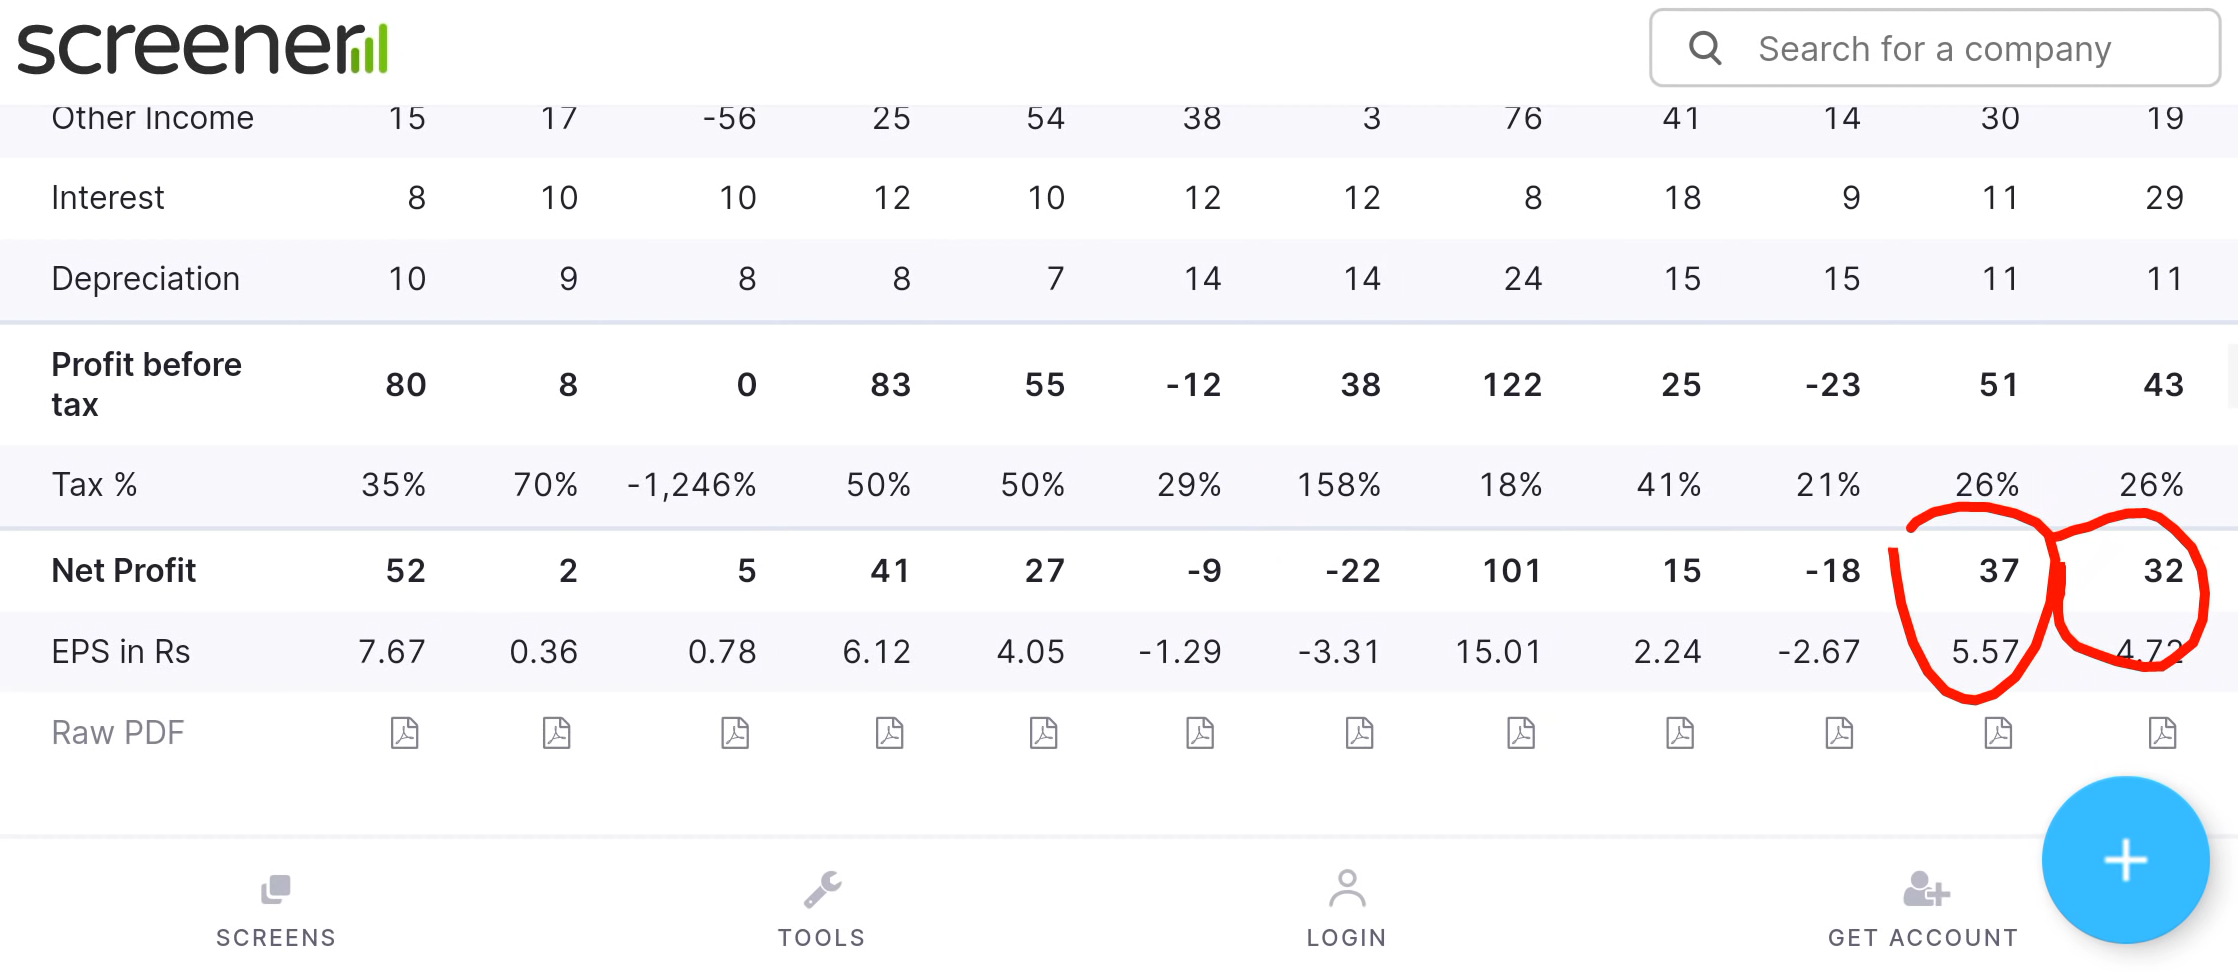 screener
Search for a company
Other Income 15 17 -56 25 54 38 3 76 41 14 30 19
Interest 8 10 10 12 10 12 12 8 18 9 11 29
Depreciation 10 9 8 8 7 14 14 24 15 15 11 11
Profit before
tax 80 8 0 83 55 -12 38 122 25 -23 51 43
Tax % 35% 70% -1,246% 50% 50% 29% 158% 18% 41% 21% 26% 26%
Net Profit 52 2 5 41 27 -9 -22 101 15 -18 37 32
EPS in Rs 7.67 0.36 0.78 6.12 4.05 -1.29 -3.31 15.01 2.24 -2.67 5.57 4.72
Raw PDF
SCREENS TOOLS LOGIN GET ACCOUNT